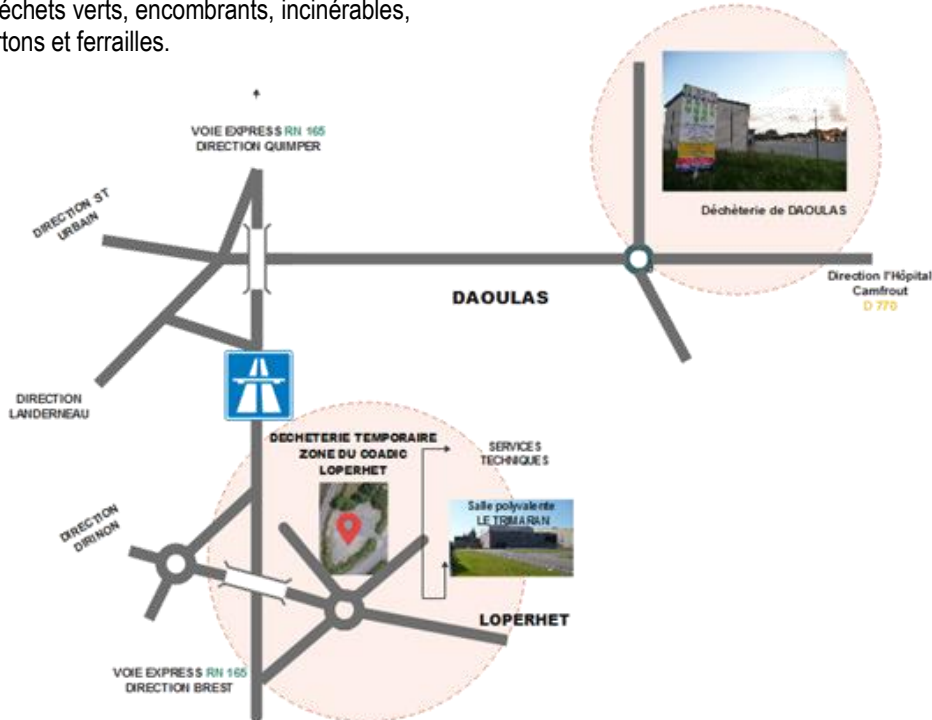 échets verts, encombrants, incinérables,
rtons et ferrailles.
VOIE EXPRESS RN 165
DIRECTION QUIMPER
DIRECTION ST
URBAIN
Déchèterie de DAOULAS
Direction l'Hôpital
Camfrout
D 770
DAOULAS
DIRECTION
LANDERNEAU
DECHETERIE TEMPORAIRE
ZONE DU COADIC
LOPERHET
SERVICES
TECHNIQUES
Salle polyvalente
LE TRIMARAN
DIRECTION
DIRINON
LOPERHET
VOIE EXPRESS RN 165
DIRECTION BREST